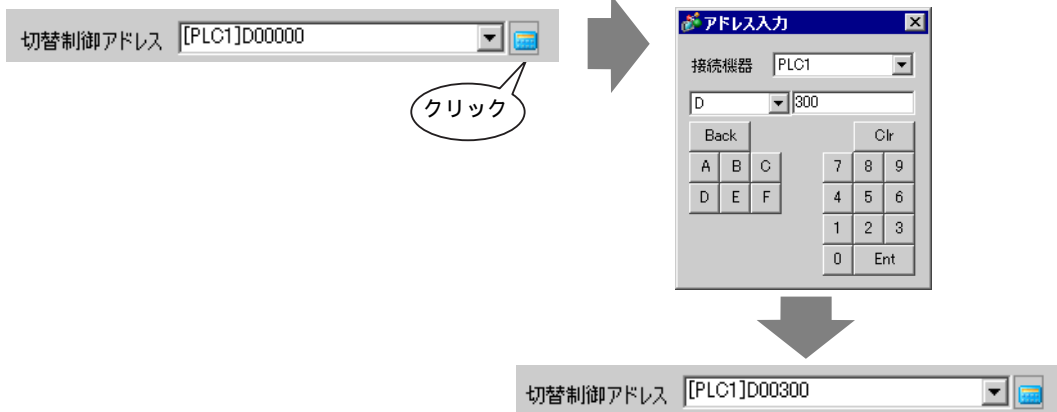 切替制御アドレス [PLC1]D00000
クリック
アドレス入力
接続機器 PLC1
D 300
Back Clr
A B C 7 8 9
D E F 4 5 6
1 2 3
0 Ent
切替制御アドレス [PLC1]D00300